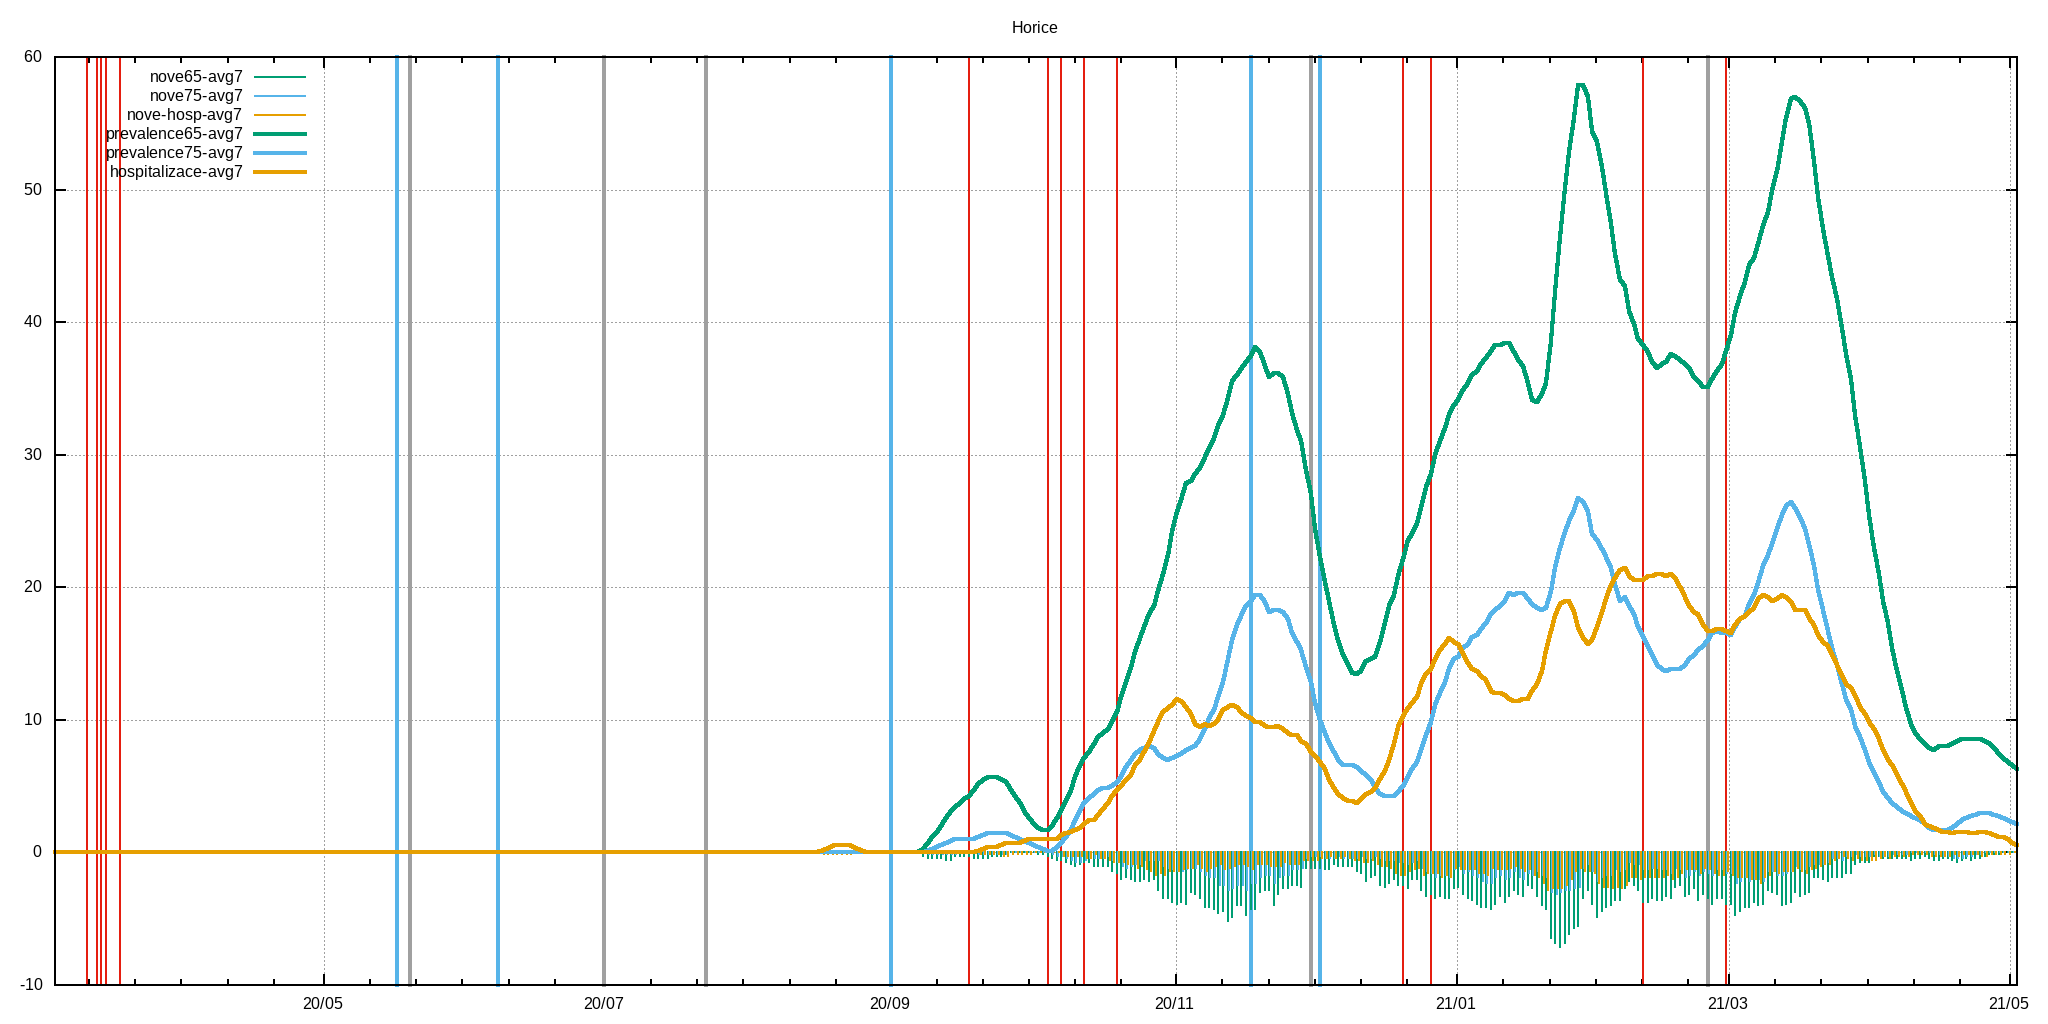 Horice
60
nove65-avg7
nove75-avg7
nove-hosp-avg7
prevalence65-avg7
prevalence75-avg7
hospitalizace-avg7
50
40
30
20
10
0
-10
20/05
20/07
20/09
20/11
21/01
21/03
21/05